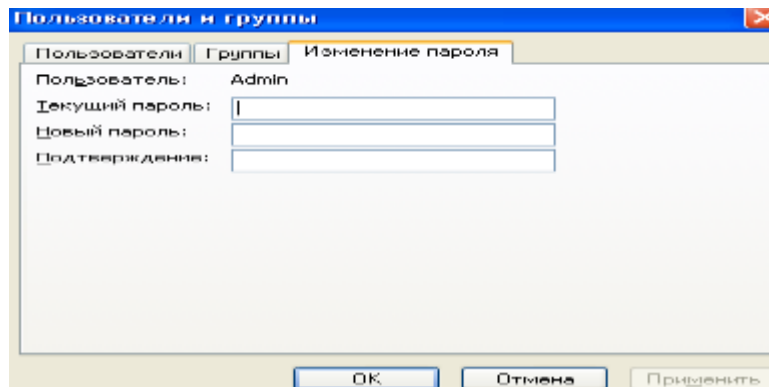 Пользователи и группы
Пользователи Группы Изменение пароля
Пользователь: Admin
Текущий пароль:
Новый пароль:
Подтверждение:
OK Отмена Применить